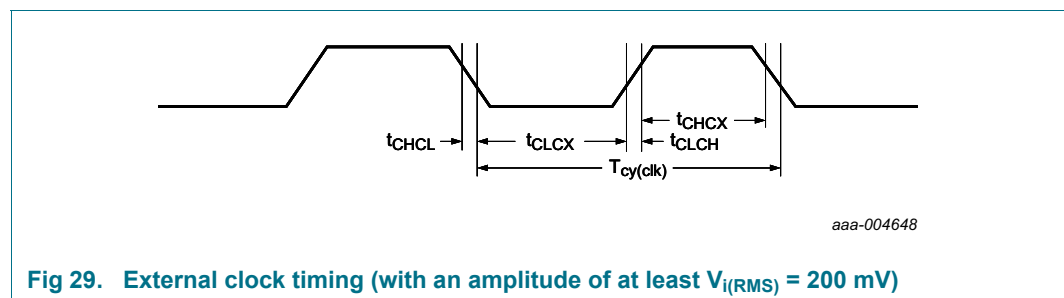 tCHCX
tCHCL tCLCX tCLCH
Tcy(clk)
aaa-004648
Fig 29. External clock timing (with an amplitude of at least Vi(RMS) = 200 mV)